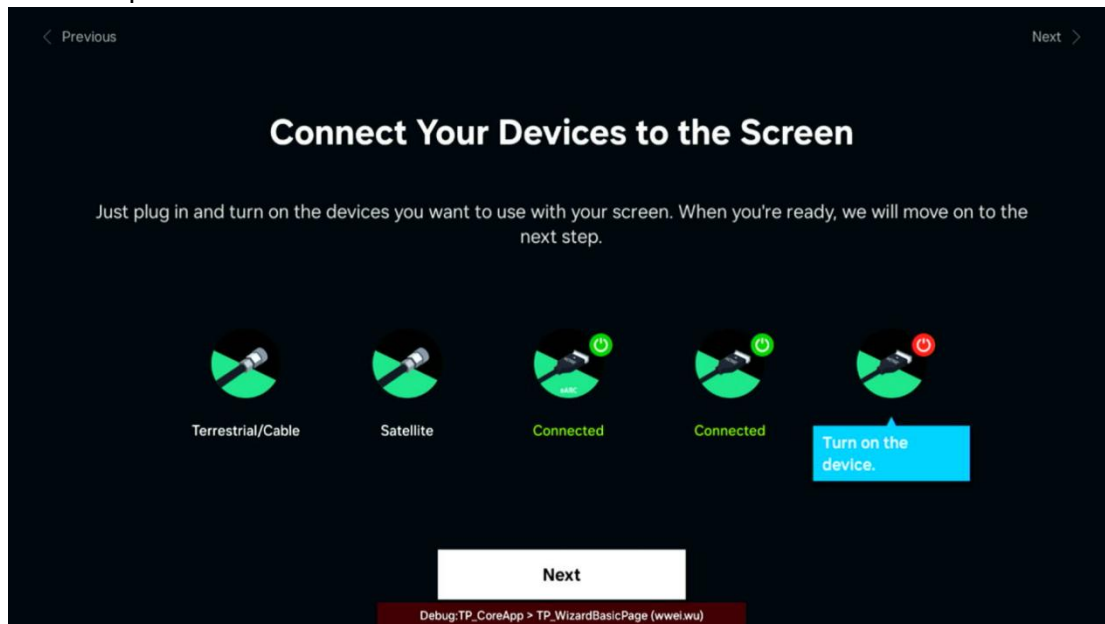 Previous
Next
Connect Your Devices to the Screen
Just plug in and turn on the devices you want to use with your screen. When you're ready, we will move on to the
next step.
eARC
Terrestrial/Cable
Satellite
Connected
Connected
Turn on the
device.
Next
Debug:TP_CoreApp > TP_WizardBasicPage (wwei.wu)